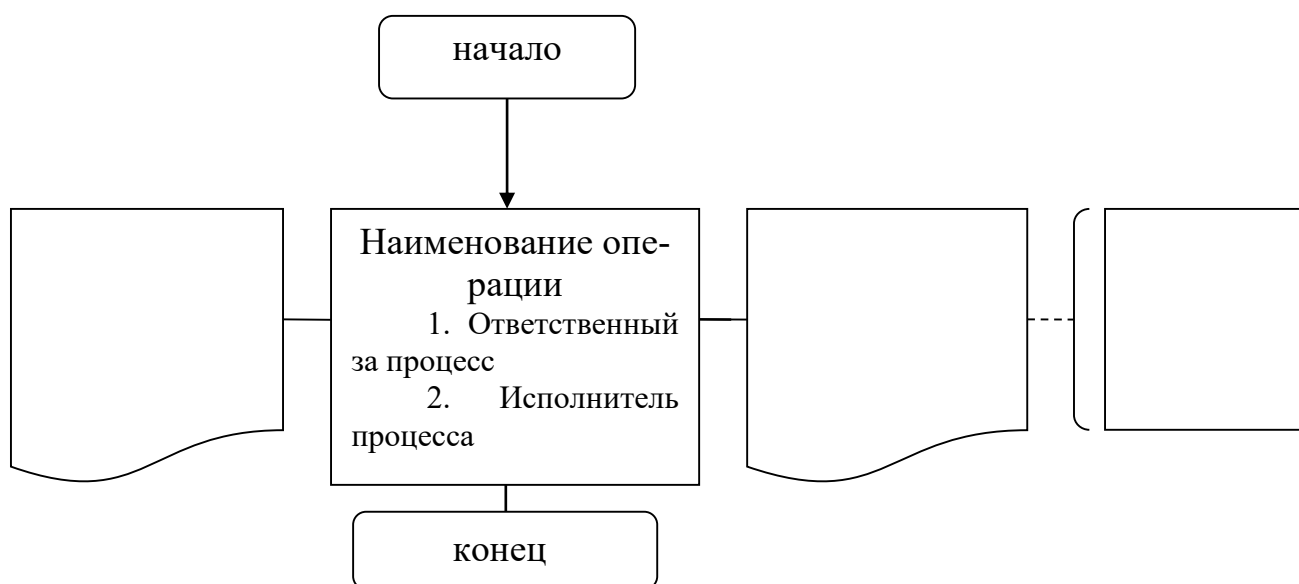 начало
Наименование опе-
рации
1. Ответственный
за процесс
2. Исполнитель
процесса
конец